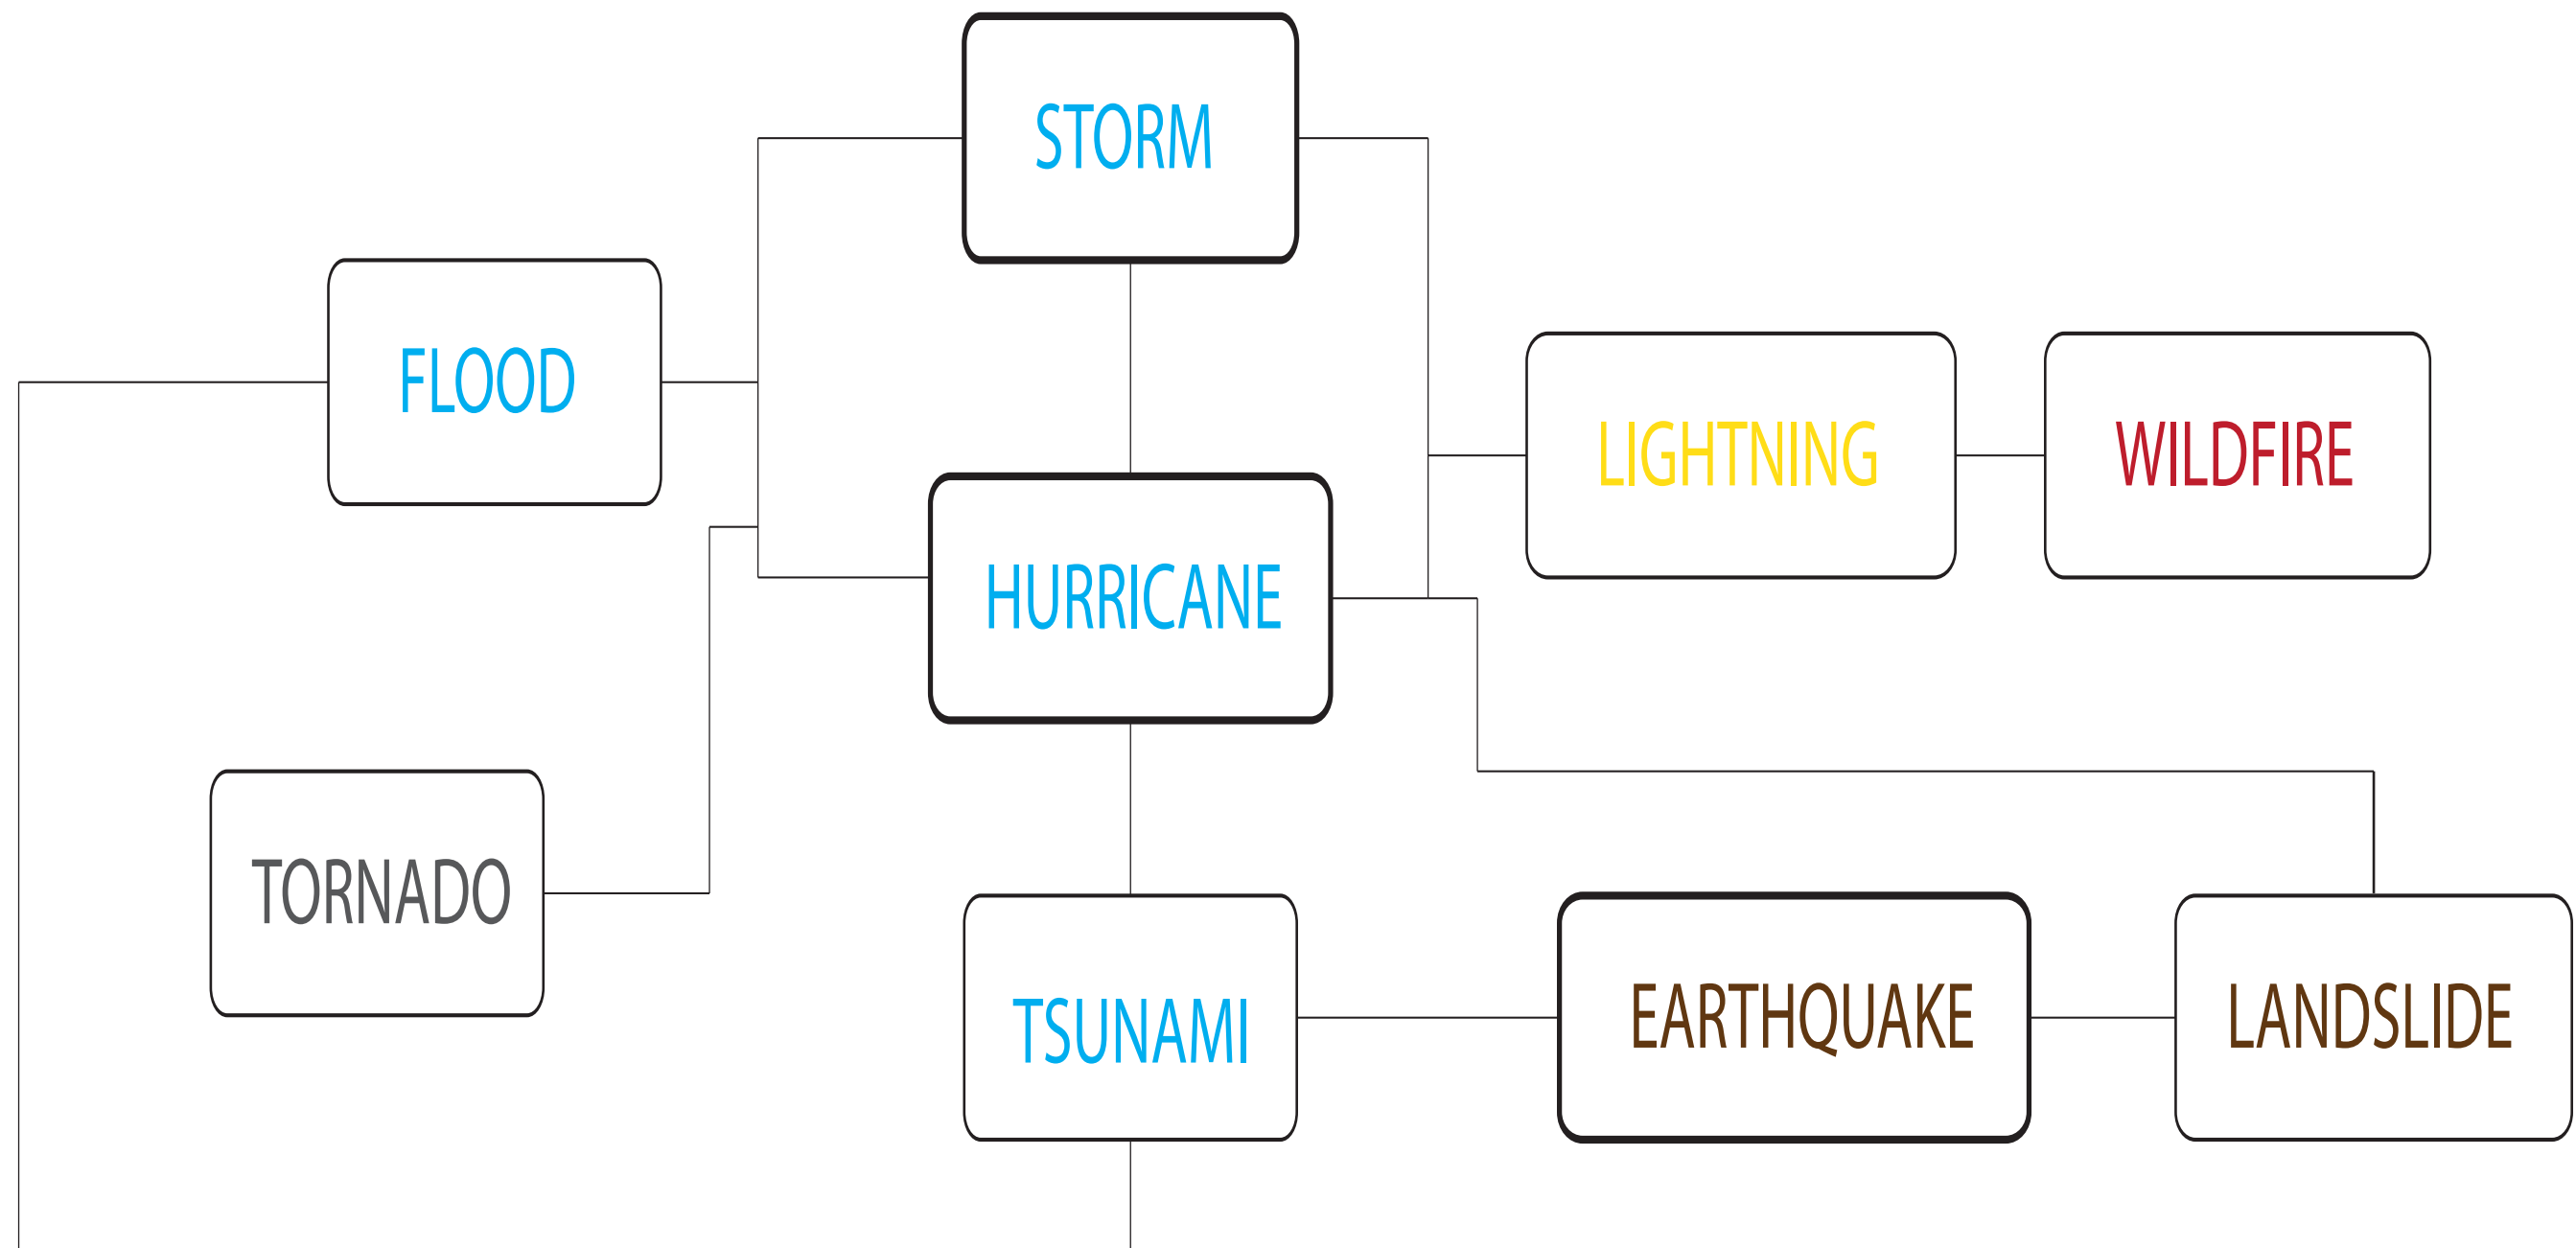 STORM
FLOOD
LIGHTNING
WILDFIRE
HURRICANE
TORNADO
TSUNAMI
EARTHQUAKE
LANDSLIDE